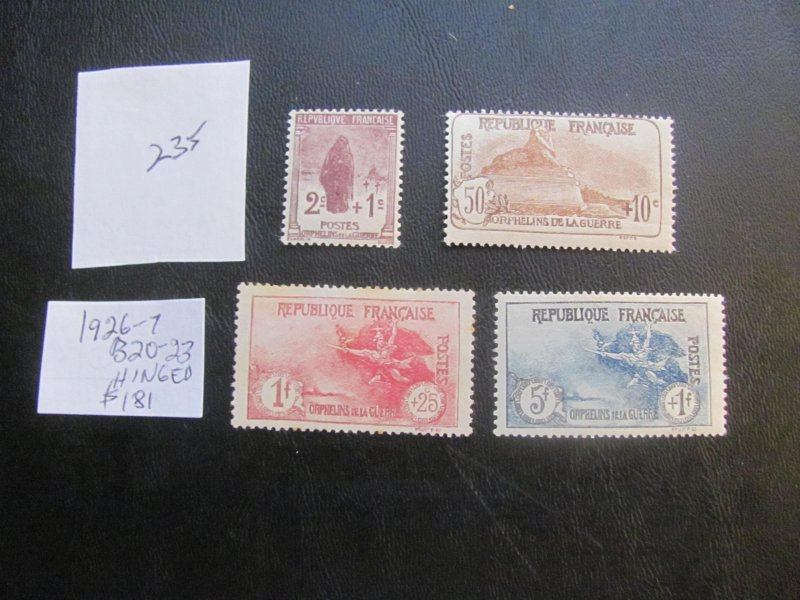 235
REPUBLIQUE FRANÇAISE
2c +1c
POSTES
ORPHELINS DE LA GUERRE
REPUBLIQUE FRANÇAISE
POSTES
50c +10c
ORPHELINS DE LA GUERRE
1926-7
B20-23
HINGED
$181
REPUBLIQUE FRANÇAISE
POSTES
1f +25c
ORPHELINS DE LA GUERRE
REPUBLIQUE FRANÇAISE
POSTES
5f +1f
ORPHELINS DE LA GUERRE